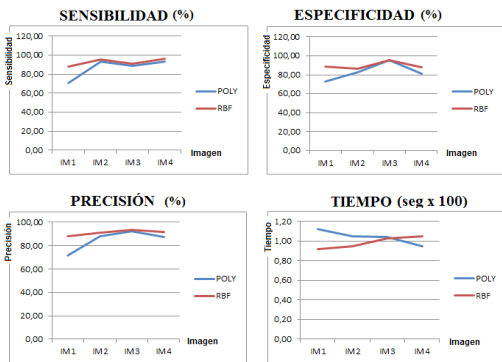 SENSIBILIDAD (%)
Sensibilidad
120,00
100,00
80,00
60,00
40,00
20,00
0,00
IM1 IM2 IM3 IM4
Imagen
POLY
RBF
ESPECIFICIDAD (%)
Especificidad
120,00
100,00
80,00
60,00
40,00
20,00
0,00
IM1 IM2 IM3 IM4
Imagen
POLY
RBF
PRECISIÓN (%)
Precisión
100,00
80,00
60,00
40,00
20,00
0,00
IM1 IM2 IM3 IM4
Imagen
POLY
RBF
TIEMPO (seg x 100)
Tiempo
1,20
1,00
0,80
0,60
0,40
0,20
0,00
IM1 IM2 IM3 IM4
Imagen
POLY
RBF